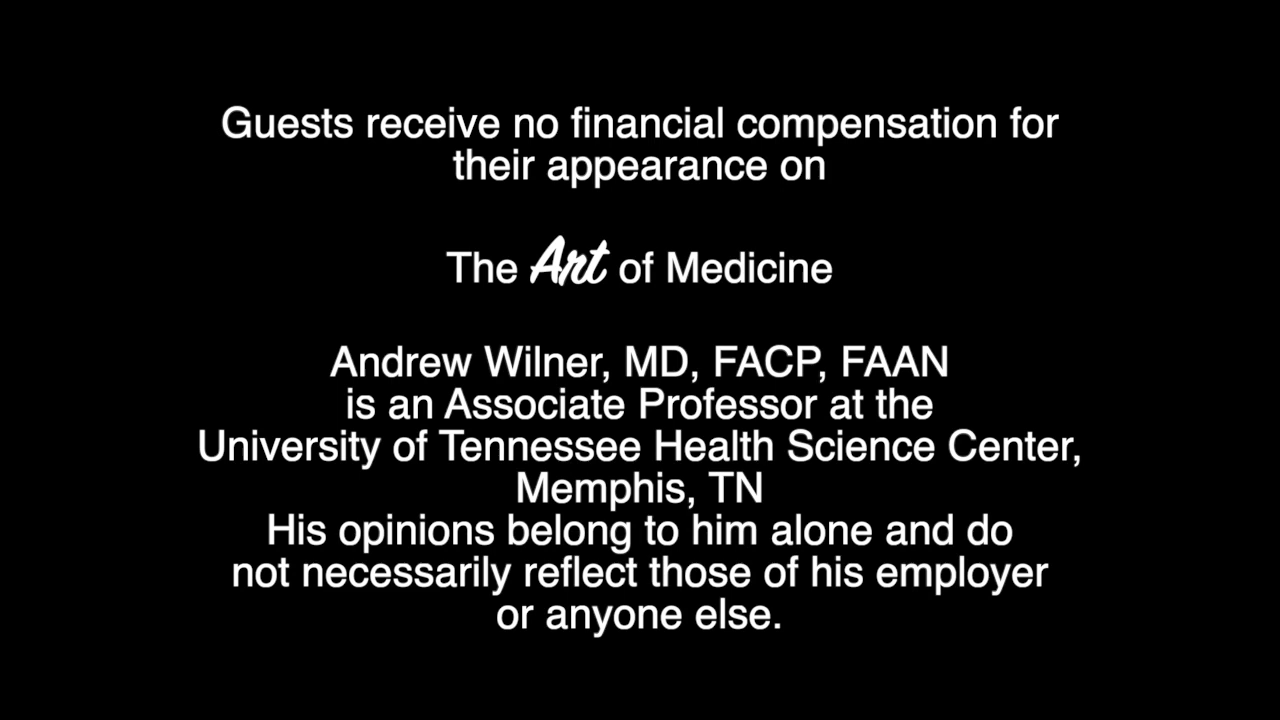 Guests receive no financial compensation for
their appearance on
The Art of Medicine
Andrew Wilner, MD, FACP, FAAN
is an Associate Professor at the
University of Tennessee Health Science Center,
Memphis, TN
His opinions belong to him alone and do
not necessarily reflect those of his employer
or anyone else.